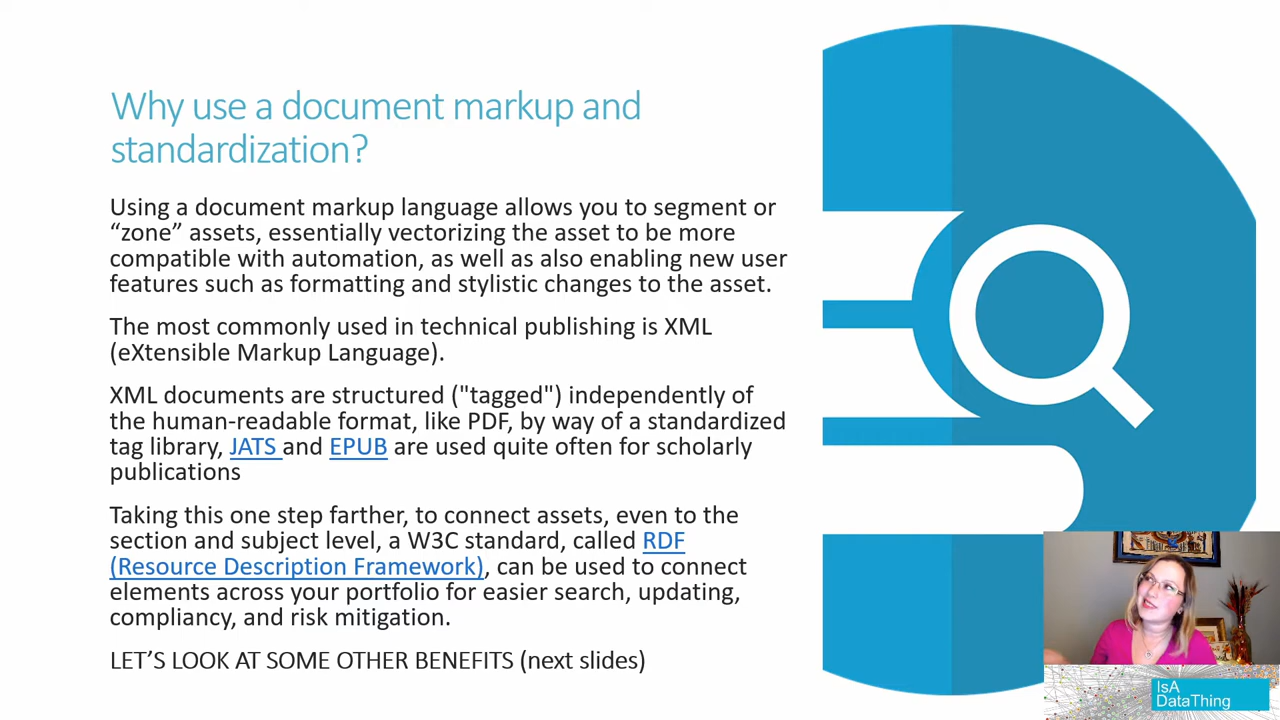 Why use a document markup and
standardization?
Using a document markup language allows you to segment or
“zone” assets, essentially vectorizing the asset to be more
compatible with automation, as well as also enabling new user
features such as formatting and stylistic changes to the asset.
The most commonly used in technical publishing is XML
(eXtensible Markup Language).
XML documents are structured ("tagged") independently of
the human-readable format, like PDF, by way of a standardized
tag library, JATS and EPUB are used quite often for scholarly
publications
Taking this one step farther, to connect assets, even to the
section and subject level, a W3C standard, called RDF
(Resource Description Framework), can be used to connect
elements across your portfolio for easier search, updating,
compliancy, and risk mitigation.
LET’S LOOK AT SOME OTHER BENEFITS (next slides)
IsA
DataThing